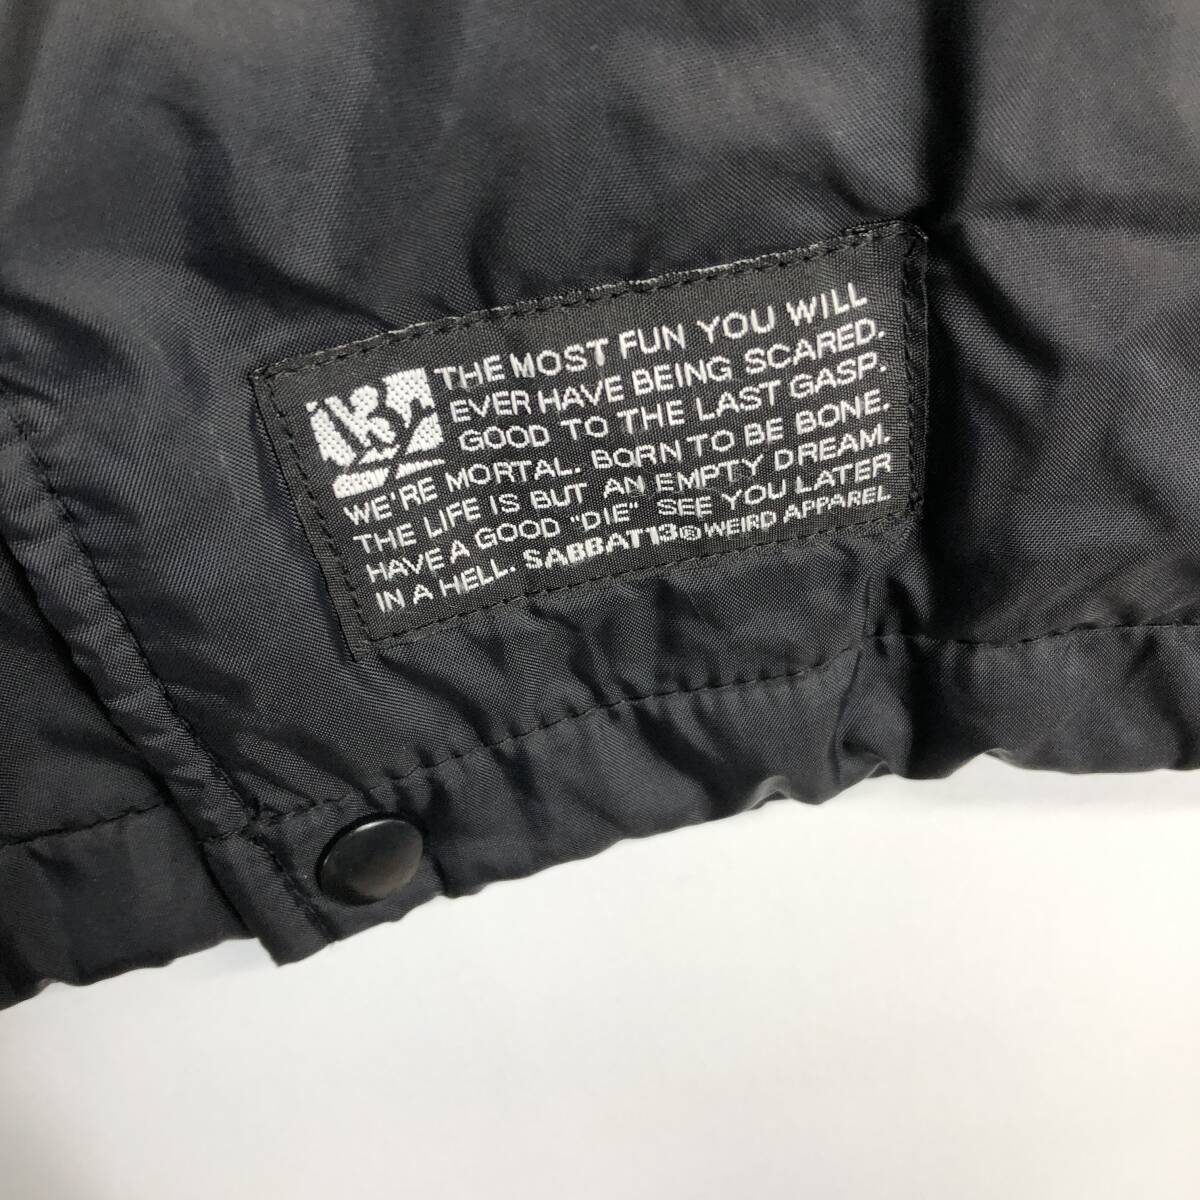 THE MOST FUN YOU WILL
EVER HAVE BEING SCARED.
GOOD TO THE LAST GASP.
WE'RE MORTAL. BORN TO BE BONE.
THE LIFE IS BUT AN EMPTY DREAM.
HAVE A GOOD "DIE" SEE YOU LATER
IN A HELL. SABBAT13® WEIRD APPAREL